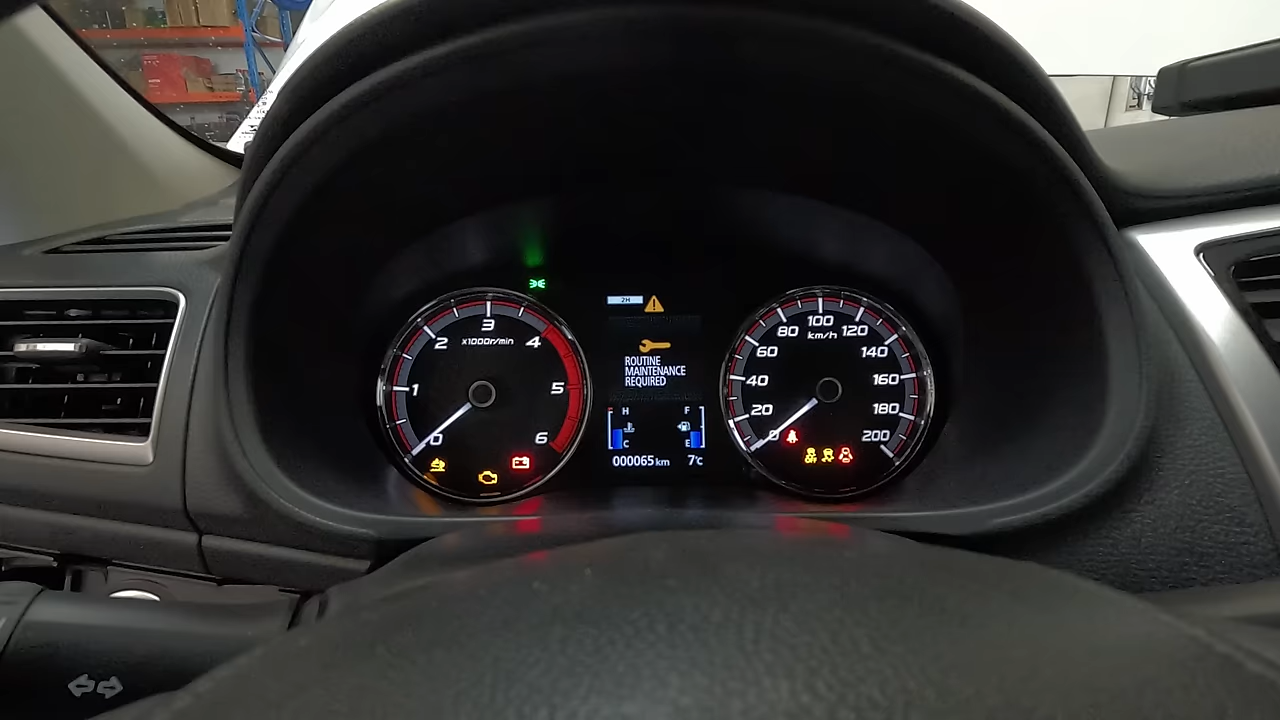 2H
3
x1000r/min
2
4
1
5
0
6
ROUTINE
MAINTENANCE
REQUIRED
H
F
C
E
000065km
7°C
100
80
120
km/h
60
140
40
160
20
180
0
200
OFF